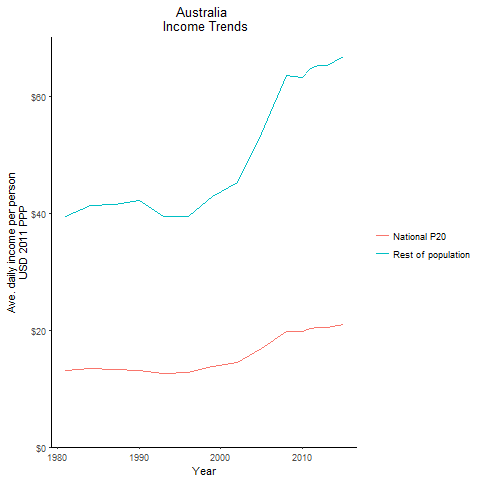 Australia
Income Trends
Ave. daily income per person
USD 2011 PPP
$60
$40
$20
$0
1980
1990
2000
2010
Year
National P20
Rest of population